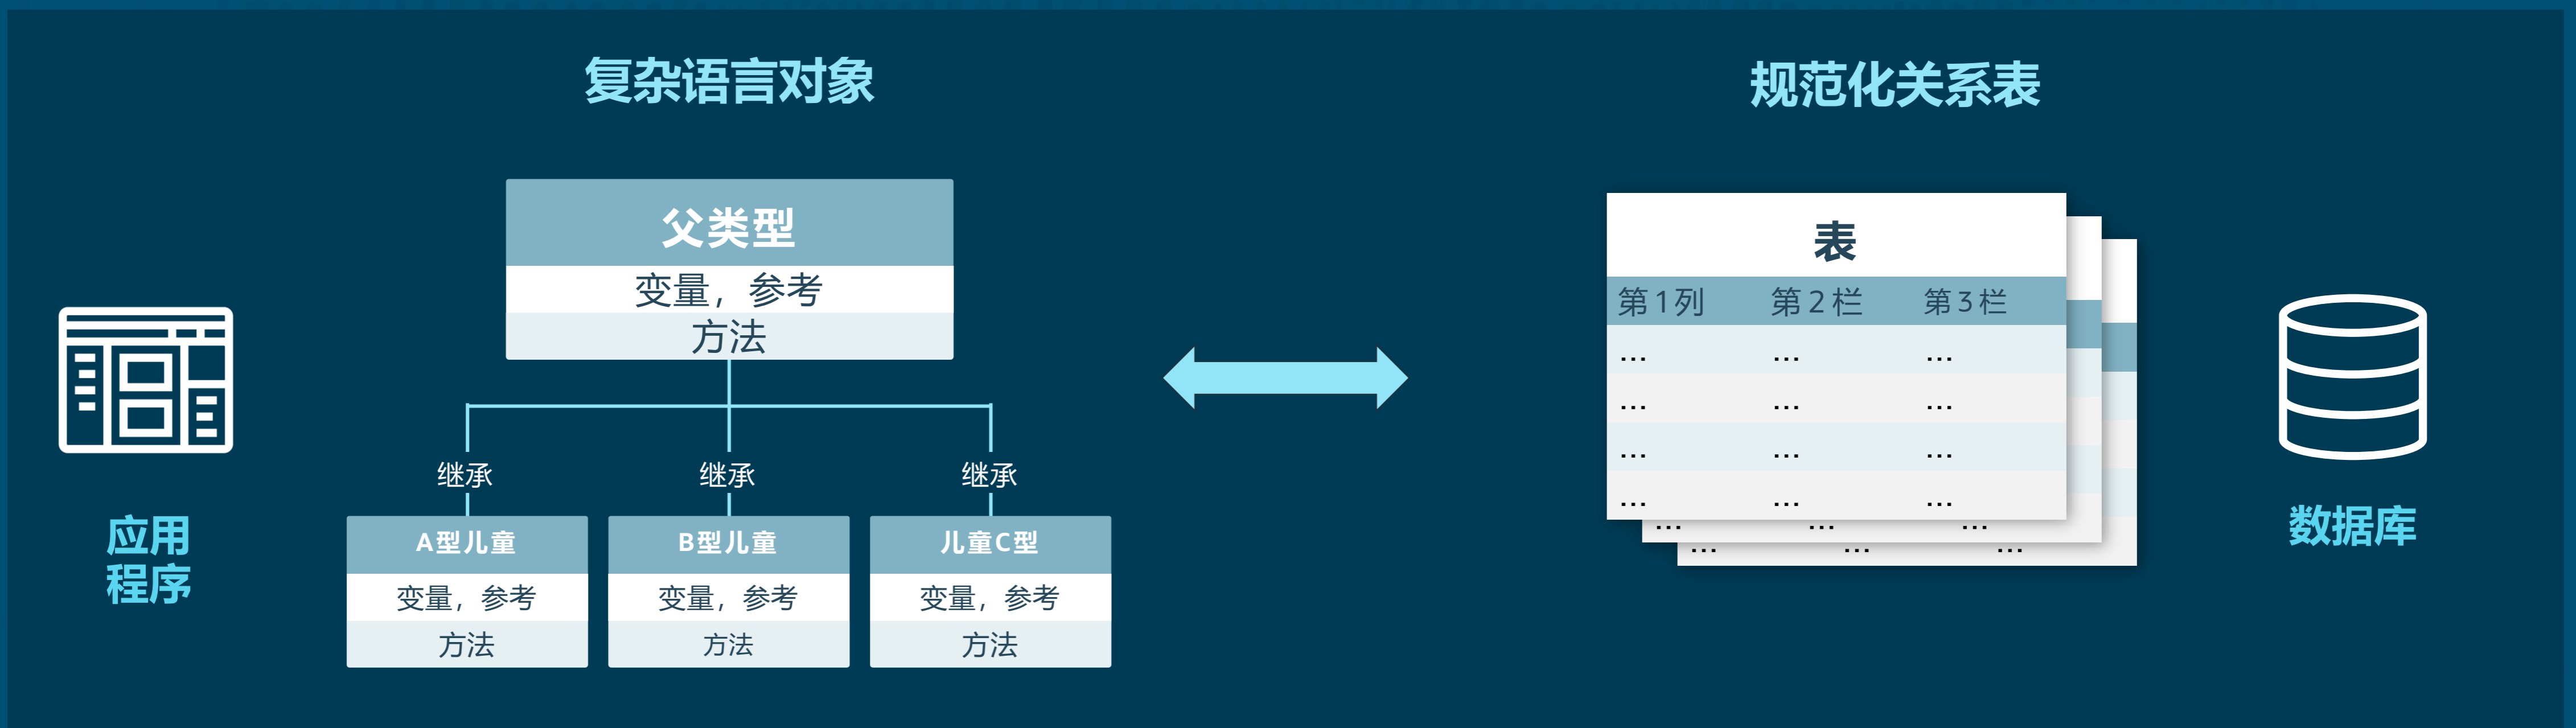 复杂语言对象
规范化关系表
父类型
变量，参考
方法
继承 继承 继承
A型儿童 B型儿童 儿童C型
变量，参考 变量，参考 变量，参考
方法 方法 方法
应用
程序
表
第1列 第2栏 第3栏
... ... ...
... ... ...
... ... ...
... ... ...
... ... ...
... ... ...
数据库